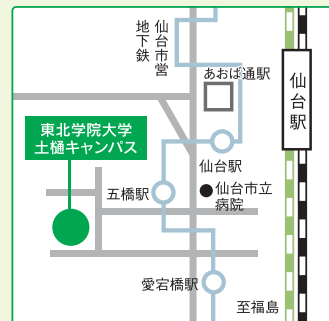 仙台市営
地下鉄
あおば通駅
仙台駅
東北学院大学
土樋キャンパス
仙台駅
五橋駅
仙台市立
病院
愛宕橋駅
至福島